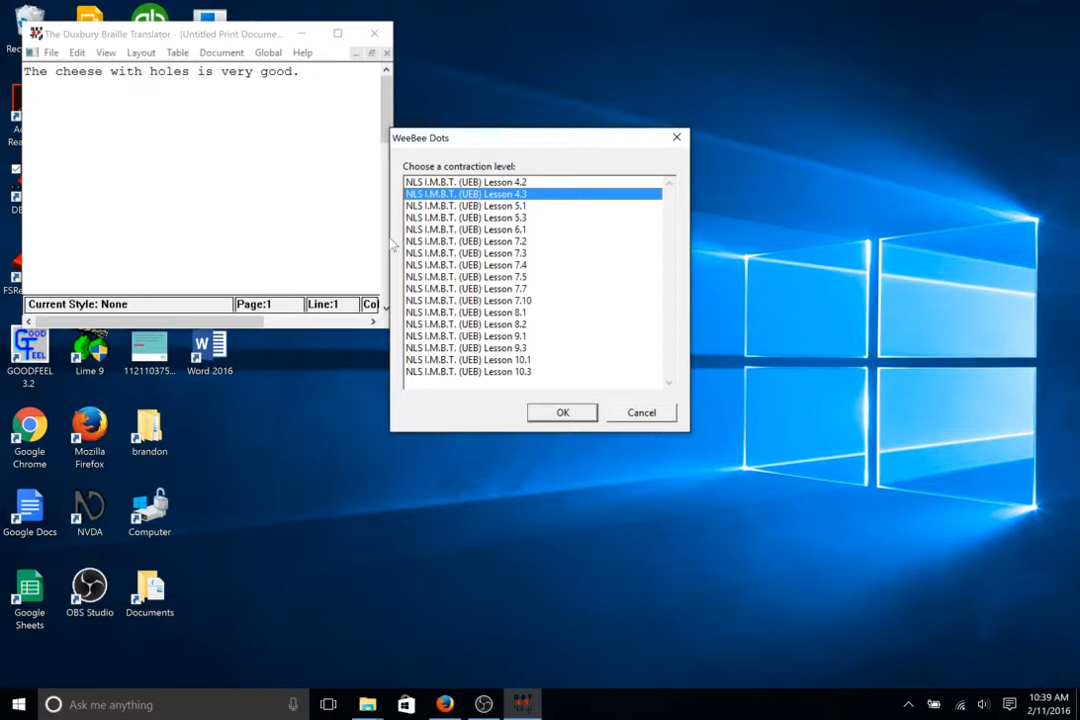 The Duxbury Braille Translator - [Untitled Print Docume...
File Edit View Layout Table Document Global Help
The cheese with holes is very good.
Current Style: None Page:1 Line:1
WeeBee Dots
Choose a contraction level:
NLS I.M.B.T. (UEB) Lesson 4.2
NLS I.M.B.T. (UEB) Lesson 4.3
NLS I.M.B.T. (UEB) Lesson 5.1
NLS I.M.B.T. (UEB) Lesson 5.3
NLS I.M.B.T. (UEB) Lesson 6.1
NLS I.M.B.T. (UEB) Lesson 7.2
NLS I.M.B.T. (UEB) Lesson 7.3
NLS I.M.B.T. (UEB) Lesson 7.4
NLS I.M.B.T. (UEB) Lesson 7.5
NLS I.M.B.T. (UEB) Lesson 7.7
NLS I.M.B.T. (UEB) Lesson 7.10
NLS I.M.B.T. (UEB) Lesson 8.1
NLS I.M.B.T. (UEB) Lesson 8.2
NLS I.M.B.T. (UEB) Lesson 9.1
NLS I.M.B.T. (UEB) Lesson 9.3
NLS I.M.B.T. (UEB) Lesson 10.1
NLS I.M.B.T. (UEB) Lesson 10.3
OK Cancel
GOOD
FEEL
GOODFEEL
3.2
Lime 9
112110375...
Word 2016
Google
Chrome
Mozilla
Firefox
brandon
Google Docs
NVDA
Computer
Google
Sheets
OBS Studio
Documents
Ask me anything
10:39 AM
2/11/2016